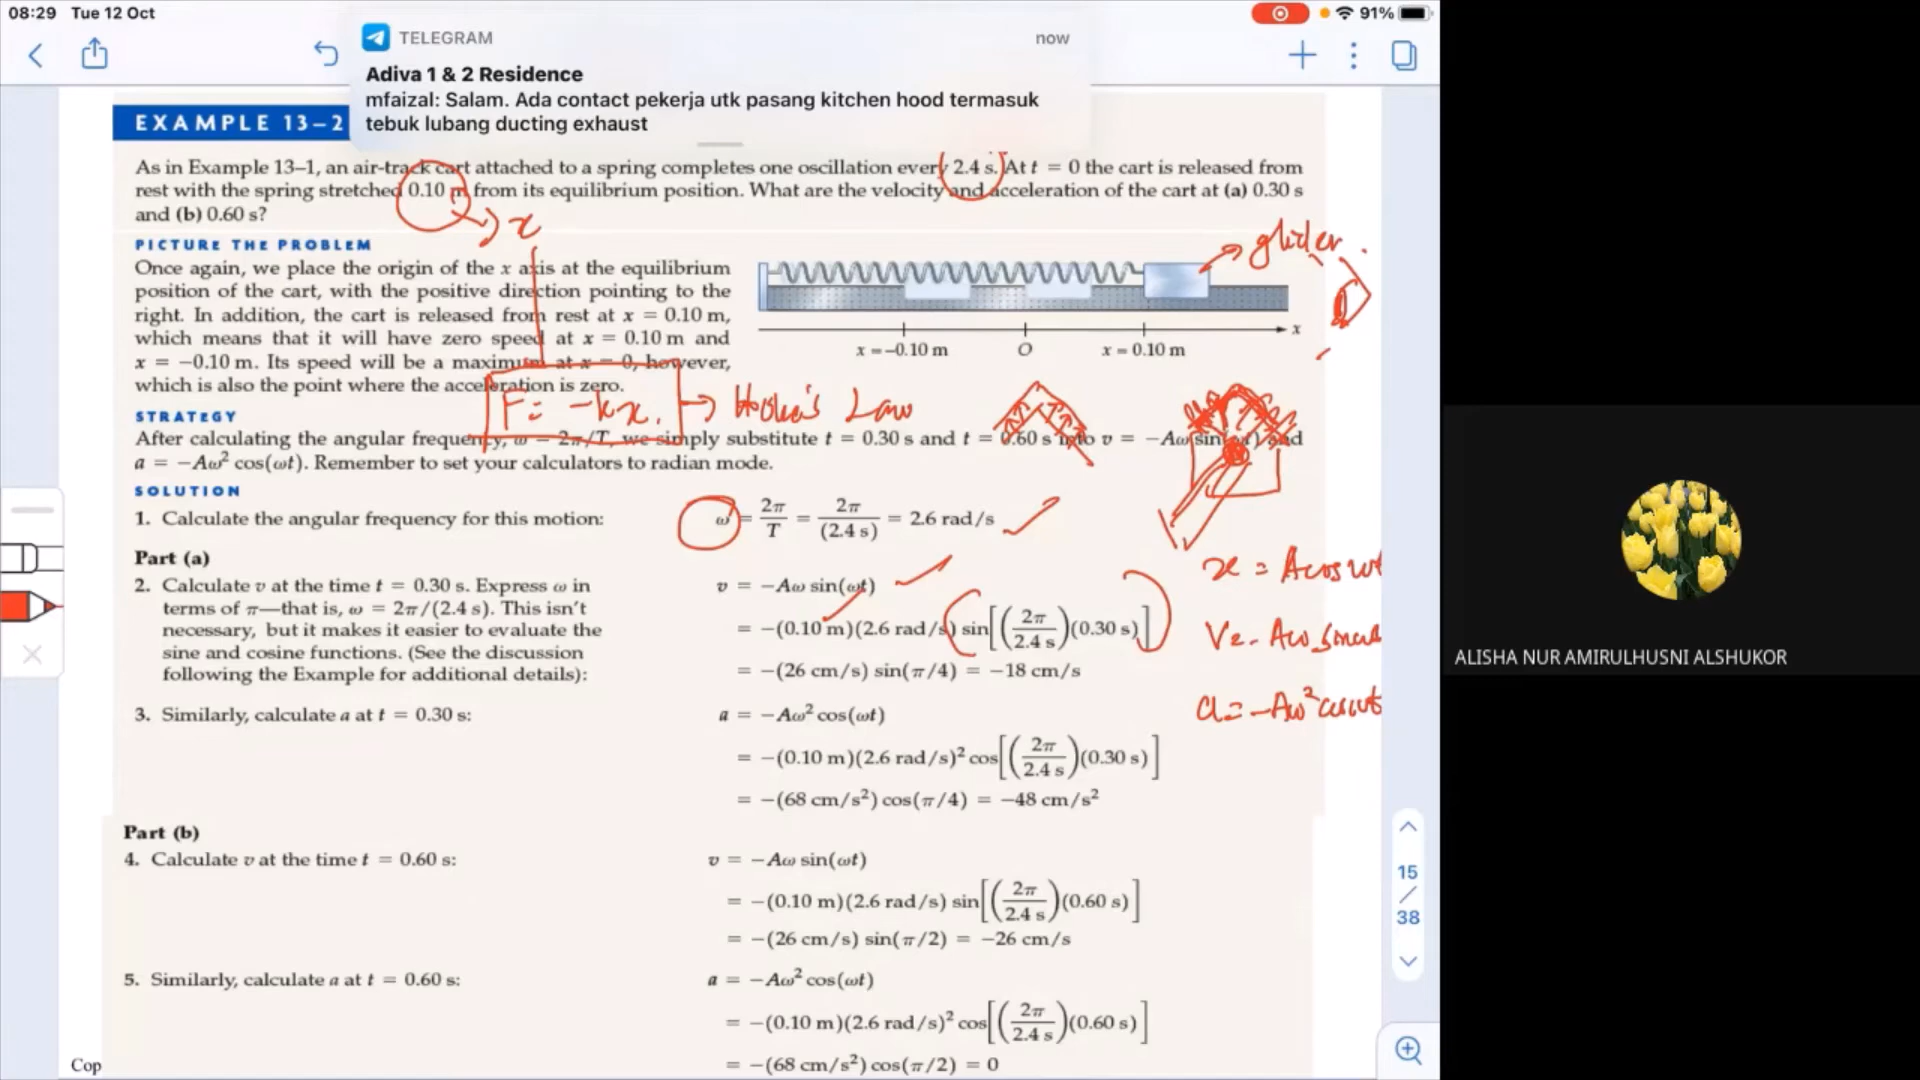 08:29 Tue 12 Oct
91%
TELEGRAM
now
Adiva 1 & 2 Residence
mfaizal: Salam. Ada contact pekerja utk pasang kitchen hood termasuk
tebuk lubang ducting exhaust
EXAMPLE 13–2
As in Example 13–1, an air-track cart attached to a spring completes one oscillation every 2.4 s. At t = 0 the cart is released from
rest with the spring stretched 0.10 m from its equilibrium position. What are the velocity and acceleration of the cart at (a) 0.30 s
and (b) 0.60 s?
x
PICTURE THE PROBLEM
Once again, we place the origin of the x axis at the equilibrium
position of the cart, with the positive direction pointing to the
right. In addition, the cart is released from rest at x = 0.10 m,
which means that it will have zero speed at x = 0.10 m and
x = −0.10 m. Its speed will be a maximum at x = 0, however,
which is also the point where the acceleration is zero.
glider
x
x = −0.10 m
O
x = 0.10 m
F = −kx. → Hooke's Law
STRATEGY
After calculating the angular frequency, ω = 2π/T, we simply substitute t = 0.30 s and t = 0.60 s into v = −Aω sin(ωt) and
a = −Aω² cos(ωt). Remember to set your calculators to radian mode.
SOLUTION
1. Calculate the angular frequency for this motion:
ω = 2π/T = 2π/(2.4 s) = 2.6 rad/s
Part (a)
2. Calculate v at the time t = 0.30 s. Express ω in
terms of π—that is, ω = 2π/(2.4 s). This isn't
necessary, but it makes it easier to evaluate the
sine and cosine functions. (See the discussion
following the Example for additional details):
v = −Aω sin(ωt)
= −(0.10 m)(2.6 rad/s) sin[(2π/2.4 s)(0.30 s)]
= −(26 cm/s) sin(π/4) = −18 cm/s
x = A cos ωt
V = −Aω
a = −Aω² cos ωt
3. Similarly, calculate a at t = 0.30 s:
a = −Aω² cos(ωt)
= −(0.10 m)(2.6 rad/s)² cos[(2π/2.4 s)(0.30 s)]
= −(68 cm/s²) cos(π/4) = −48 cm/s²
Part (b)
4. Calculate v at the time t = 0.60 s:
v = −Aω sin(ωt)
= −(0.10 m)(2.6 rad/s) sin[(2π/2.4 s)(0.60 s)]
= −(26 cm/s) sin(π/2) = −26 cm/s
5. Similarly, calculate a at t = 0.60 s:
a = −Aω² cos(ωt)
= −(0.10 m)(2.6 rad/s)² cos[(2π/2.4 s)(0.60 s)]
= −(68 cm/s²) cos(π/2) = 0
Cop
15
/
38
ALISHA NUR AMIRULHUSNI ALSHUKOR